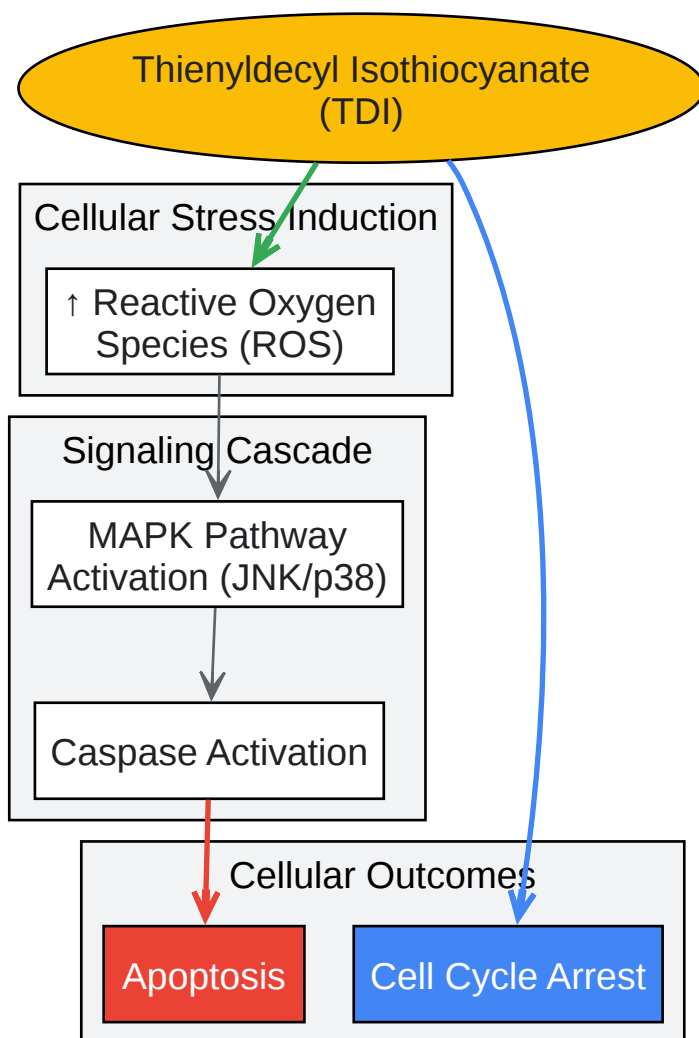 Thienyldecyl Isothiocyanate
(TDI)
Cellular Stress Induction
↑ Reactive Oxygen
Species (ROS)
Signaling Cascade
MAPK Pathway
Activation (JNK/p38)
Caspase Activation
Cellular Outcomes
Apoptosis
Cell Cycle Arrest